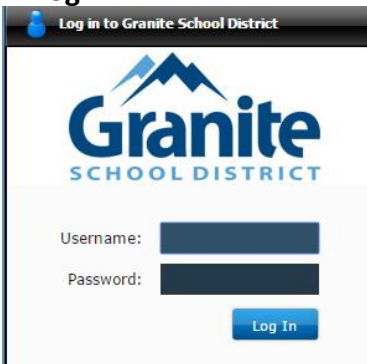 Log in to Granite School District
Granite
SCHOOL DISTRICT
Username:
Password:
Log In